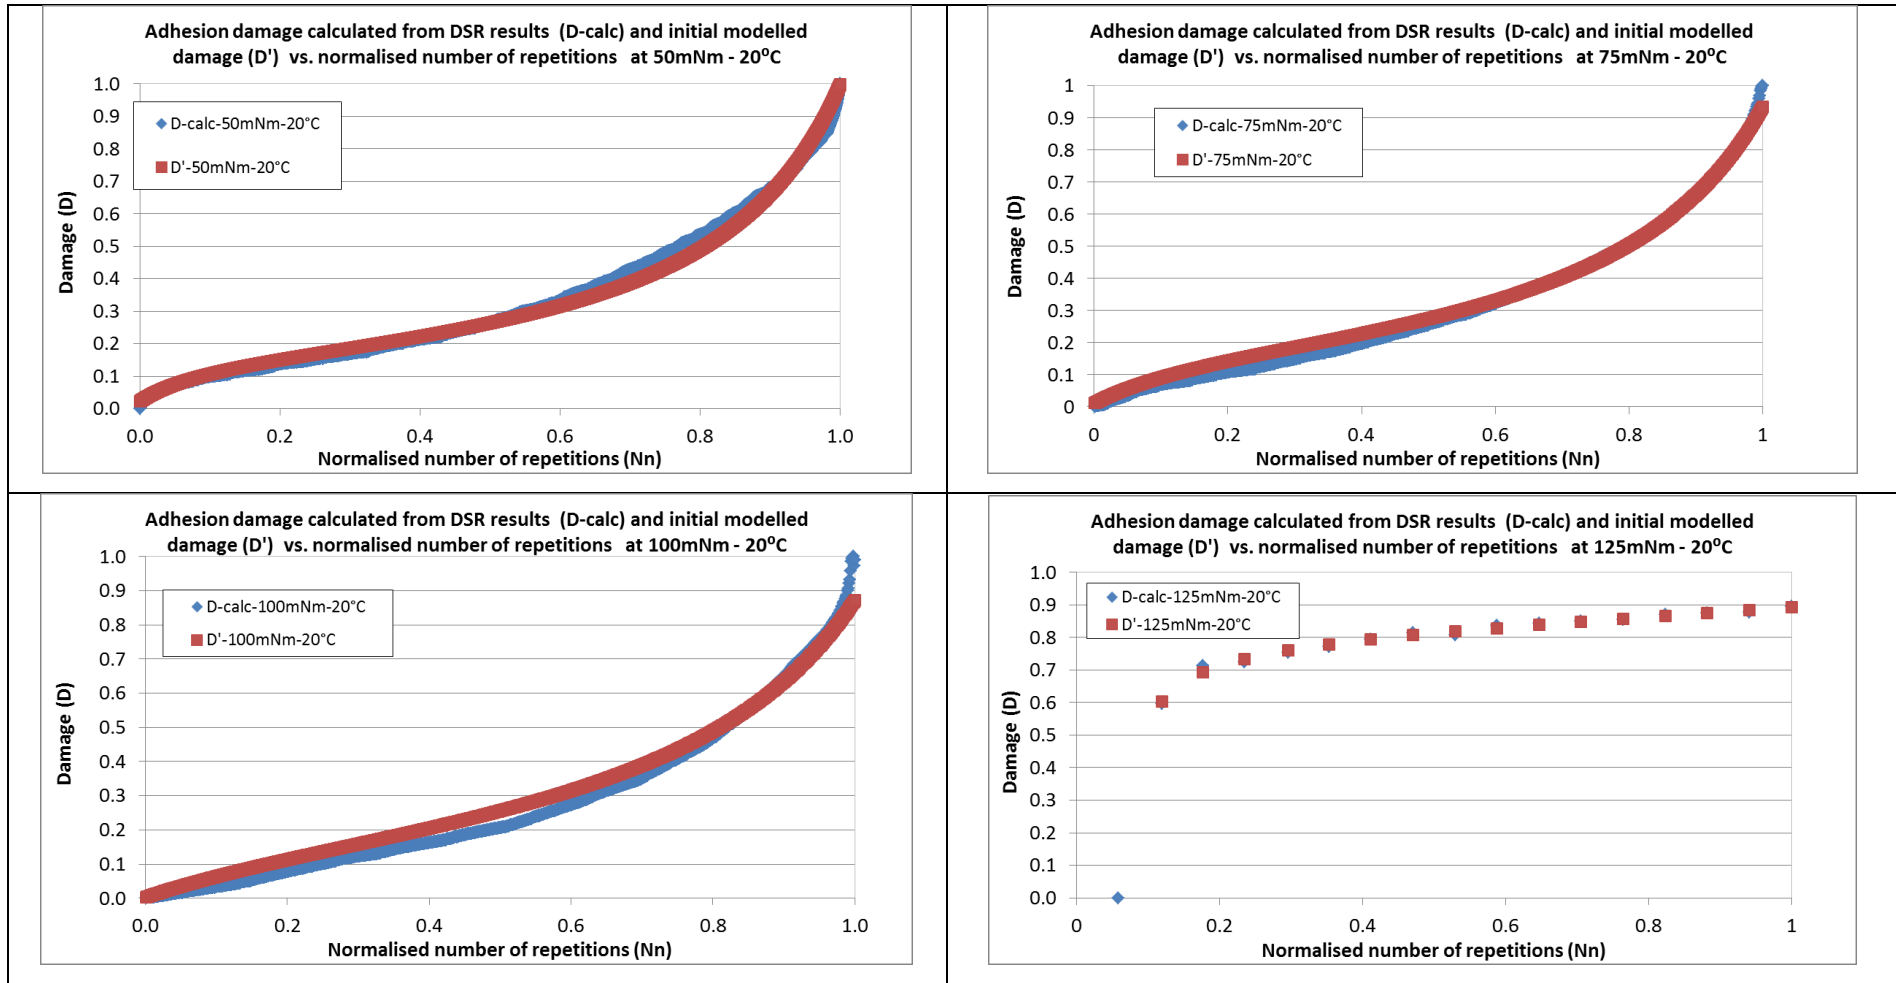 Adhesion damage calculated from DSR results (D-calc) and initial modelled
damage (D') vs. normalised number of repetitions at 50mNm - 20⁰C
1.0
0.9
0.8
0.7
0.6
0.5
0.4
0.3
0.2
0.1
0.0
Damage (D)
D-calc-50mNm-20°C
D'-50mNm-20°C
0.0 0.2 0.4 0.6 0.8 1.0
Normalised number of repetitions (Nn)
Adhesion damage calculated from DSR results (D-calc) and initial modelled
damage (D') vs. normalised number of repetitions at 75mNm - 20⁰C
1
0.9
0.8
0.7
0.6
0.5
0.4
0.3
0.2
0.1
0
Damage (D)
D-calc-75mNm-20°C
D'-75mNm-20°C
0 0.2 0.4 0.6 0.8 1
Normalised number of repetitions (Nn)
Adhesion damage calculated from DSR results (D-calc) and initial modelled
damage (D') vs. normalised number of repetitions at 100mNm - 20⁰C
1.0
0.9
0.8
0.7
0.6
0.5
0.4
0.3
0.2
0.1
0.0
Damage (D)
D-calc-100mNm-20°C
D'-100mNm-20°C
0.0 0.2 0.4 0.6 0.8 1.0
Normalised number of repetitions (Nn)
Adhesion damage calculated from DSR results (D-calc) and initial modelled
damage (D') vs. normalised number of repetitions at 125mNm - 20⁰C
1.0
0.9
0.8
0.7
0.6
0.5
0.4
0.3
0.2
0.1
0.0
Damage (D)
D-calc-125mNm-20°C
D'-125mNm-20°C
0 0.2 0.4 0.6 0.8 1
Normalised number of repetitions (Nn)